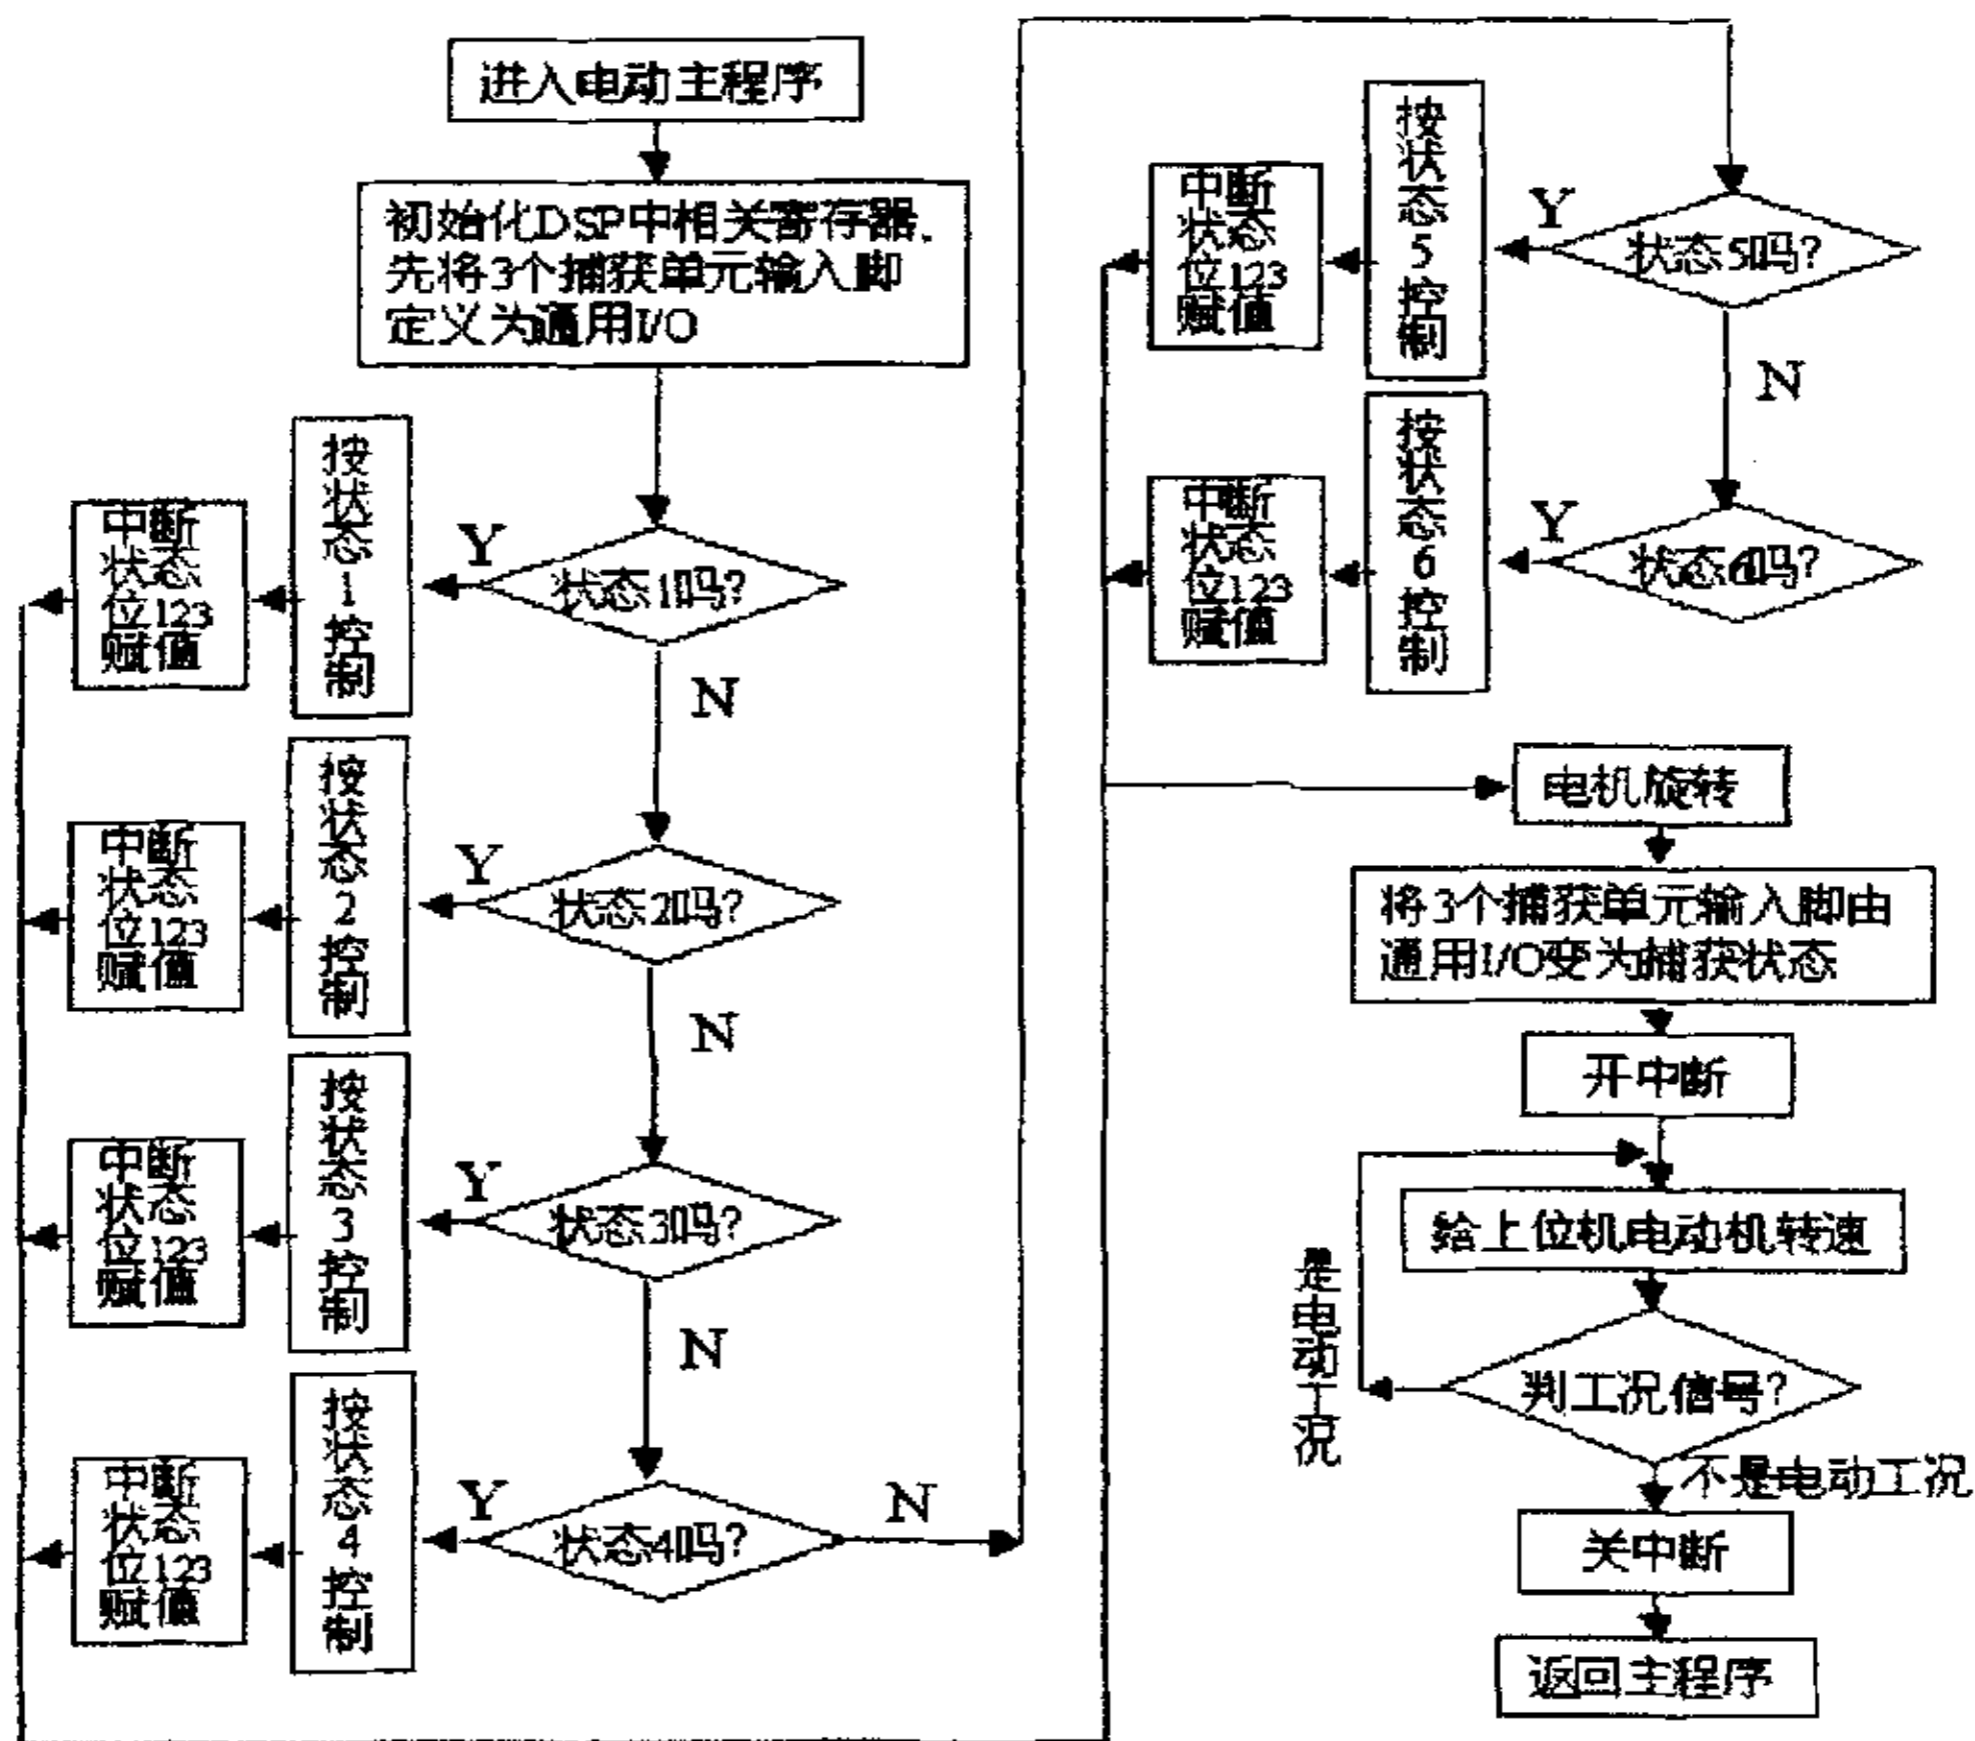 进入电动主程序
初始化DSP中相关寄存器,
先将3个捕获单元输入脚
定义为通用I/O
状态1吗?
Y
按状态1控制
中断
状态
位123
赋值
N
状态2吗?
Y
按状态2控制
中断
状态
位123
赋值
N
状态3吗?
Y
按状态3控制
中断
状态
位123
赋值
N
状态4吗?
Y
按状态4控制
中断
状态
位123
赋值
N
状态5吗?
Y
按状态5控制
中断
状态
位123
赋值
N
状态6吗?
Y
按状态6控制
中断
状态
位123
赋值
电机旋转
将3个捕获单元输入脚由
通用I/O变为捕获状态
开中断
给上位机电动机转速
判工况信号?
是电动工况
不是电动工况
关中断
返回主程序